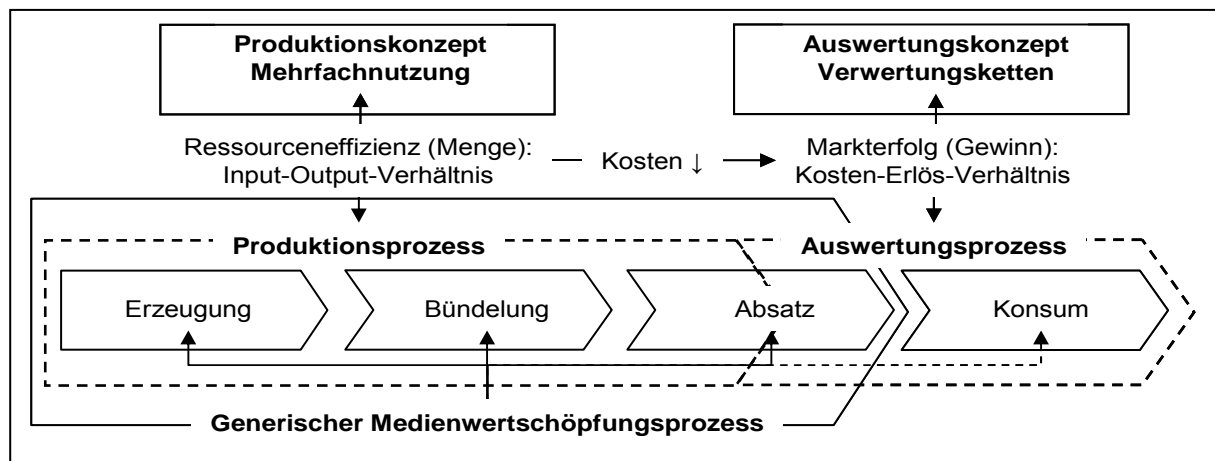 Produktionskonzept
Mehrfachnutzung
Auswertungskonzept
Verwertungsketten
Ressourceneffizienz (Menge):
Input-Output-Verhältnis
Kosten ↓
Markterfolg (Gewinn):
Kosten-Erlös-Verhältnis
Produktionsprozess
Auswertungsprozess
Erzeugung
Bündelung
Absatz
Konsum
Generischer Medienwertschöpfungsprozess